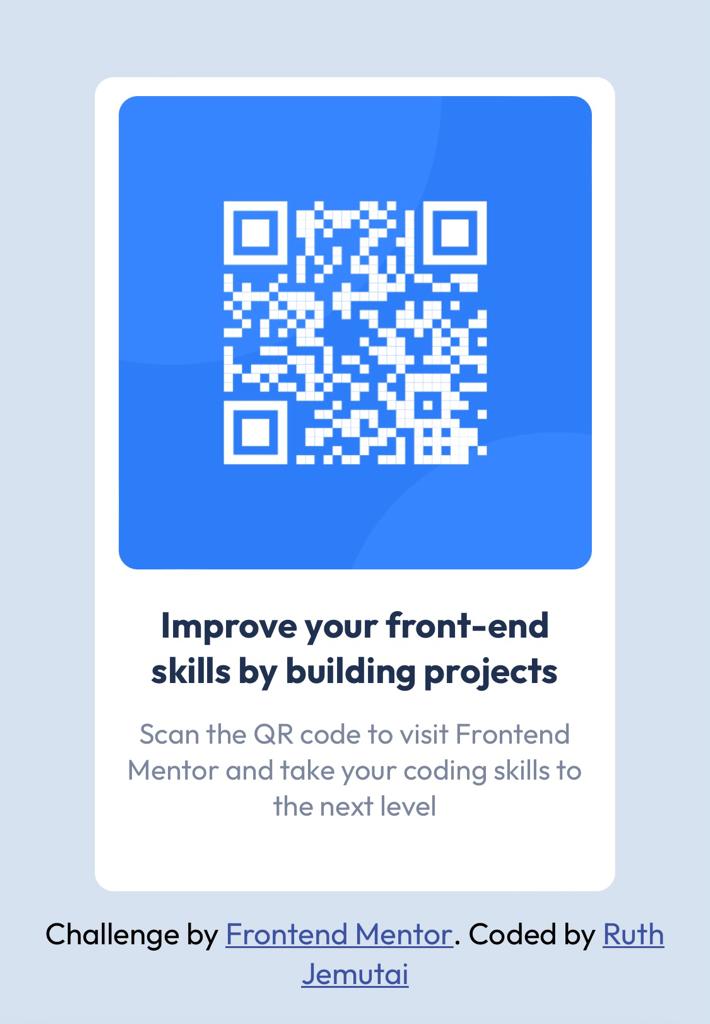 Improve your front-end
skills by building projects
Scan the QR code to visit Frontend
Mentor and take your coding skills to
the next level
Challenge by Frontend Mentor. Coded by Ruth
Jemutai